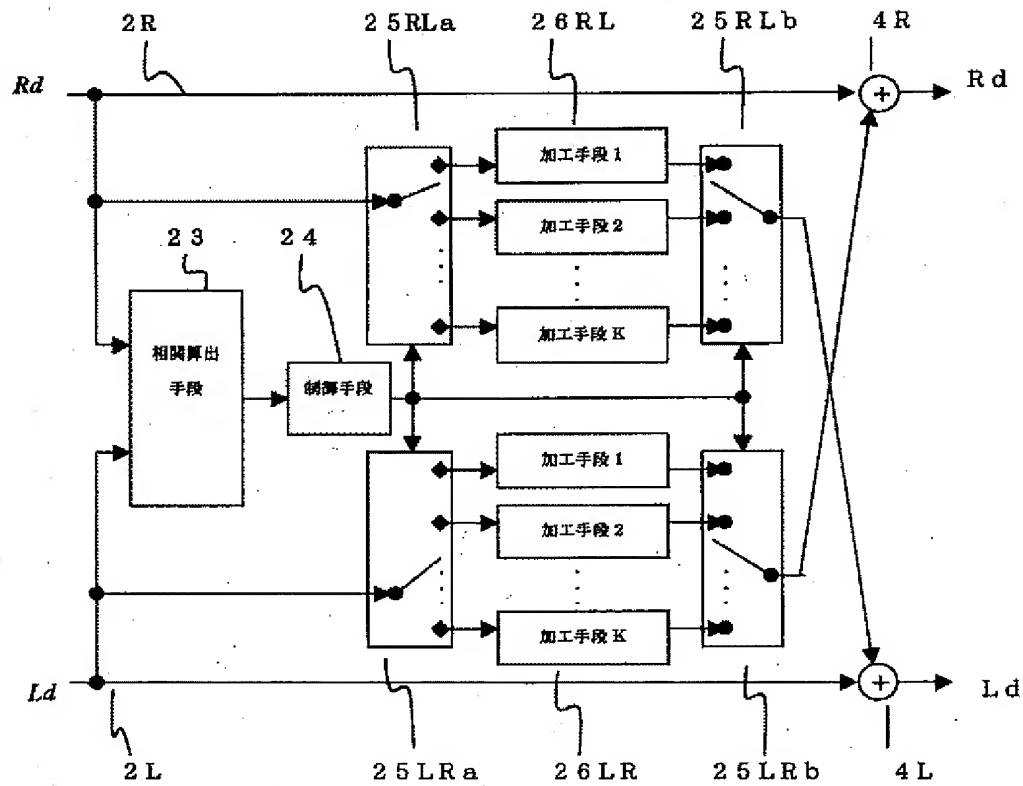 2R
25RLa
26RL
25RLb
4R
Rd
Rd
加工手段1
加工手段2
加工手段K
23
24
相関算出
手段
制御手段
加工手段1
加工手段2
加工手段K
Ld
Ld
2L
25LRa
26LR
25LRb
4L